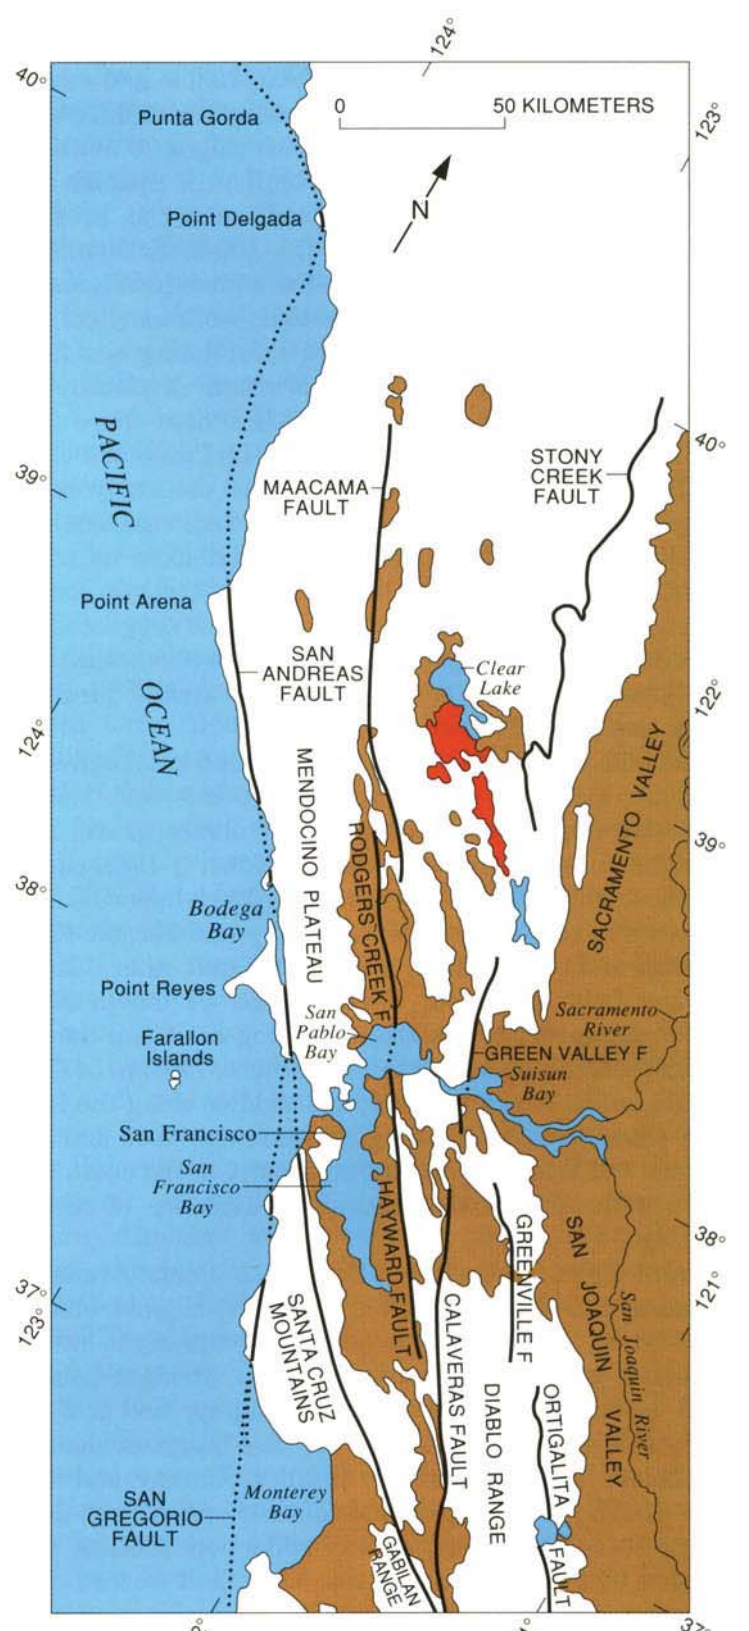 124°
40°
Punta Gorda
0
50 KILOMETERS
123°
N
Point Delgada
40°
PACIFIC
OCEAN
39°
MAACAMA
FAULT
STONY
CREEK
FAULT
Point Arena
SAN
ANDREAS
FAULT
Clear
Lake
122°
124°
MENDOCINO PLATEAU
RODGERS CREEK F
SACRAMENTO VALLEY
39°
38°
Bodega
Bay
Point Reyes
San
Pablo
Bay
Sacramento
River
Farallon
Islands
GREEN VALLEY F
Suisun
Bay
San Francisco
San
Francisco
Bay
HAYWARD FAULT
GREENVILLE F
SAN JOAQUIN
VALLEY
38°
121°
San Joaquin River
37°
123°
SANTA CRUZ
MOUNTAINS
CALAVERAS FAULT
DIABLO RANGE
ORTIGALITA
FAULT
SAN
GREGORIO
FAULT
Monterey
Bay
GABILAN
RANGE